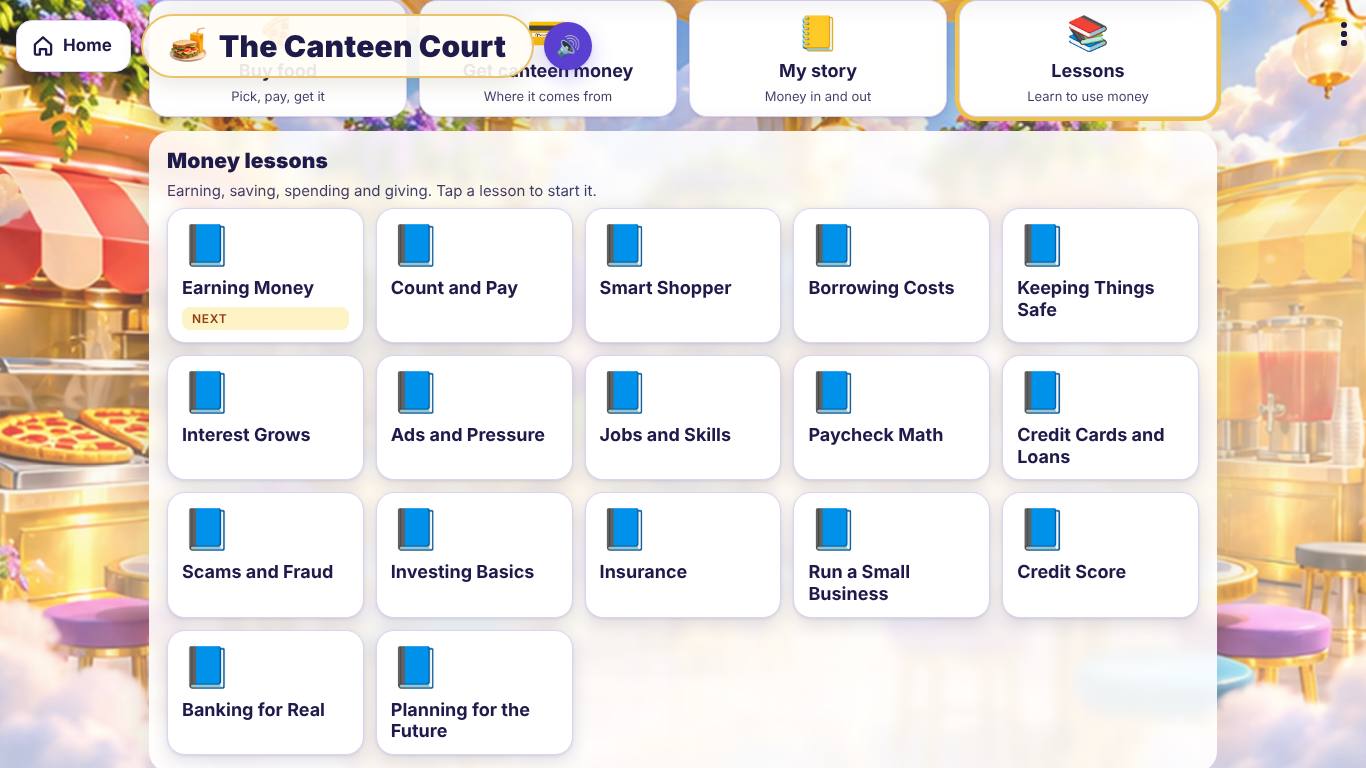 Home
The Canteen Court
Buy food
Pick, pay, get it
Get canteen money
Where it comes from
My story
Money in and out
Lessons
Learn to use money
Money lessons
Earning, saving, spending and giving. Tap a lesson to start it.
Earning Money
NEXT
Count and Pay
Smart Shopper
Borrowing Costs
Keeping Things
Safe
Interest Grows
Ads and Pressure
Jobs and Skills
Paycheck Math
Credit Cards and
Loans
Scams and Fraud
Investing Basics
Insurance
Run a Small
Business
Credit Score
Banking for Real
Planning for the
Future